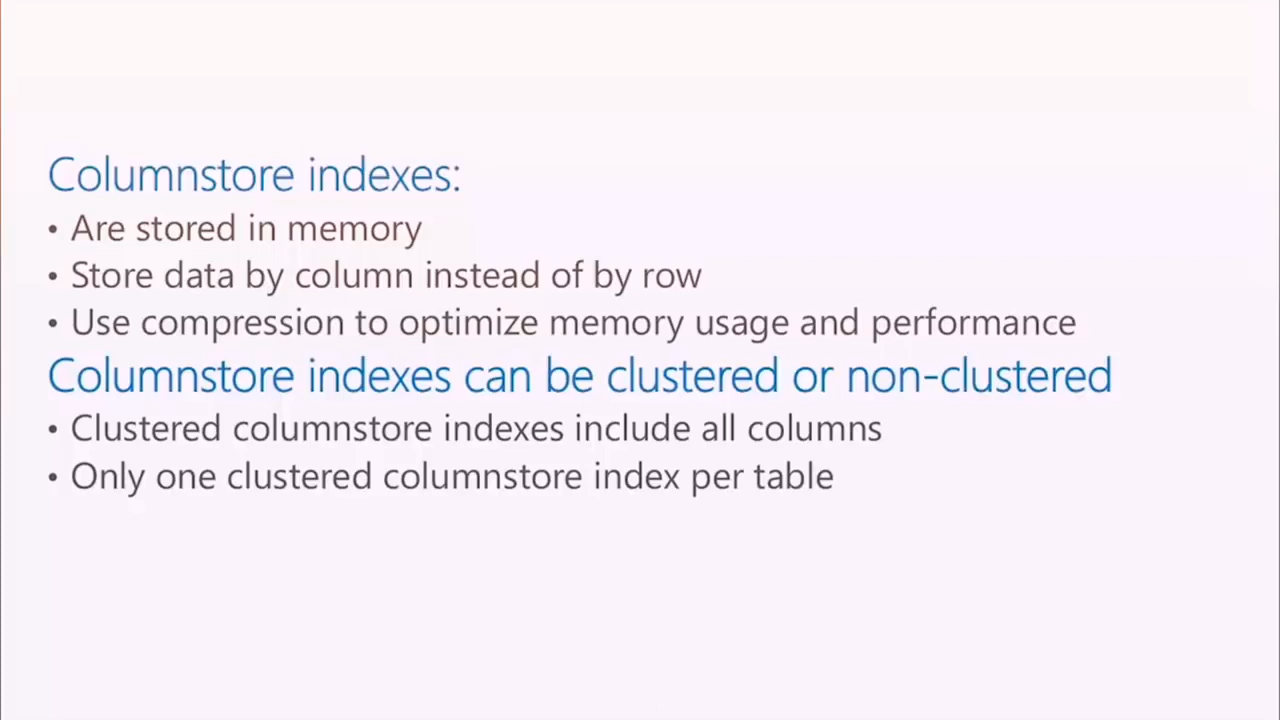 Columnstore indexes:
• Are stored in memory
• Store data by column instead of by row
• Use compression to optimize memory usage and performance
Columnstore indexes can be clustered or non-clustered
• Clustered columnstore indexes include all columns
• Only one clustered columnstore index per table